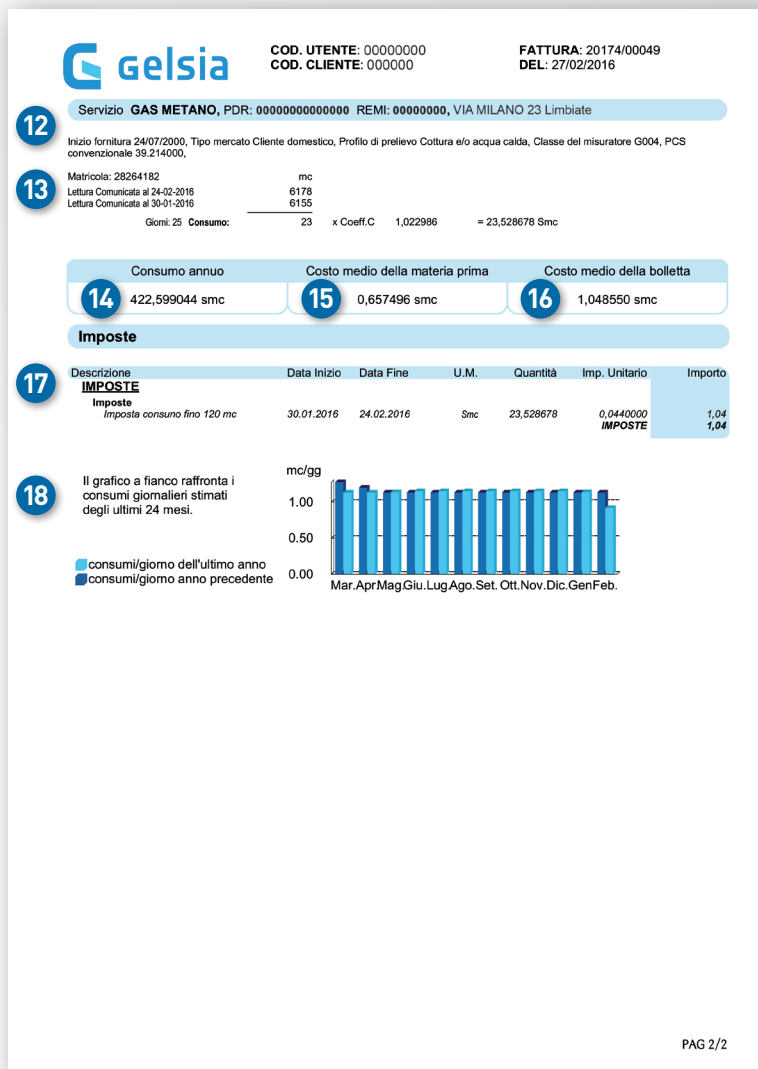 Gelsia
COD. UTENTE: 00000000
COD. CLIENTE: 000000
FATTURA: 20174/00049
DEL: 27/02/2016
12
Servizio GAS METANO, PDR: 00000000000000 REMI: 00000000, VIA MILANO 23 Limbiate
Inizio fornitura 24/07/2000, Tipo mercato Cliente domestico, Profilo di prelievo Cottura e/o acqua calda, Classe del misuratore G004, PCS
convenzionale 39.214000,
13
Matricola: 28264182 mc
Lettura Comunicata al 24-02-2016 6178
Lettura Comunicata al 30-01-2016 6155
Giorni: 25 Consumo: 23 x Coeff.C 1,022986 = 23,528678 Smc
Consumo annuo Costo medio della materia prima Costo medio della bolletta
14 422,599044 smc 15 0,657496 smc 16 1,048550 smc
Imposte
17
Descrizione Data Inizio Data Fine U.M. Quantità Imp. Unitario Importo
IMPOSTE
Imposte
Imposta consuno fino 120 mc 30.01.2016 24.02.2016 Smc 23,528678 0,0440000 1,04
IMPOSTE 1,04
18
Il grafico a fianco raffronta i
consumi giornalieri stimati
degli ultimi 24 mesi.
consumi/giorno dell'ultimo anno
consumi/giorno anno precedente
mc/gg
1.00
0.50
0.00
Mar.Apr.Mag.Giu.Lug.Ago.Set. Ott.Nov.Dic.GenFeb.
PAG 2/2